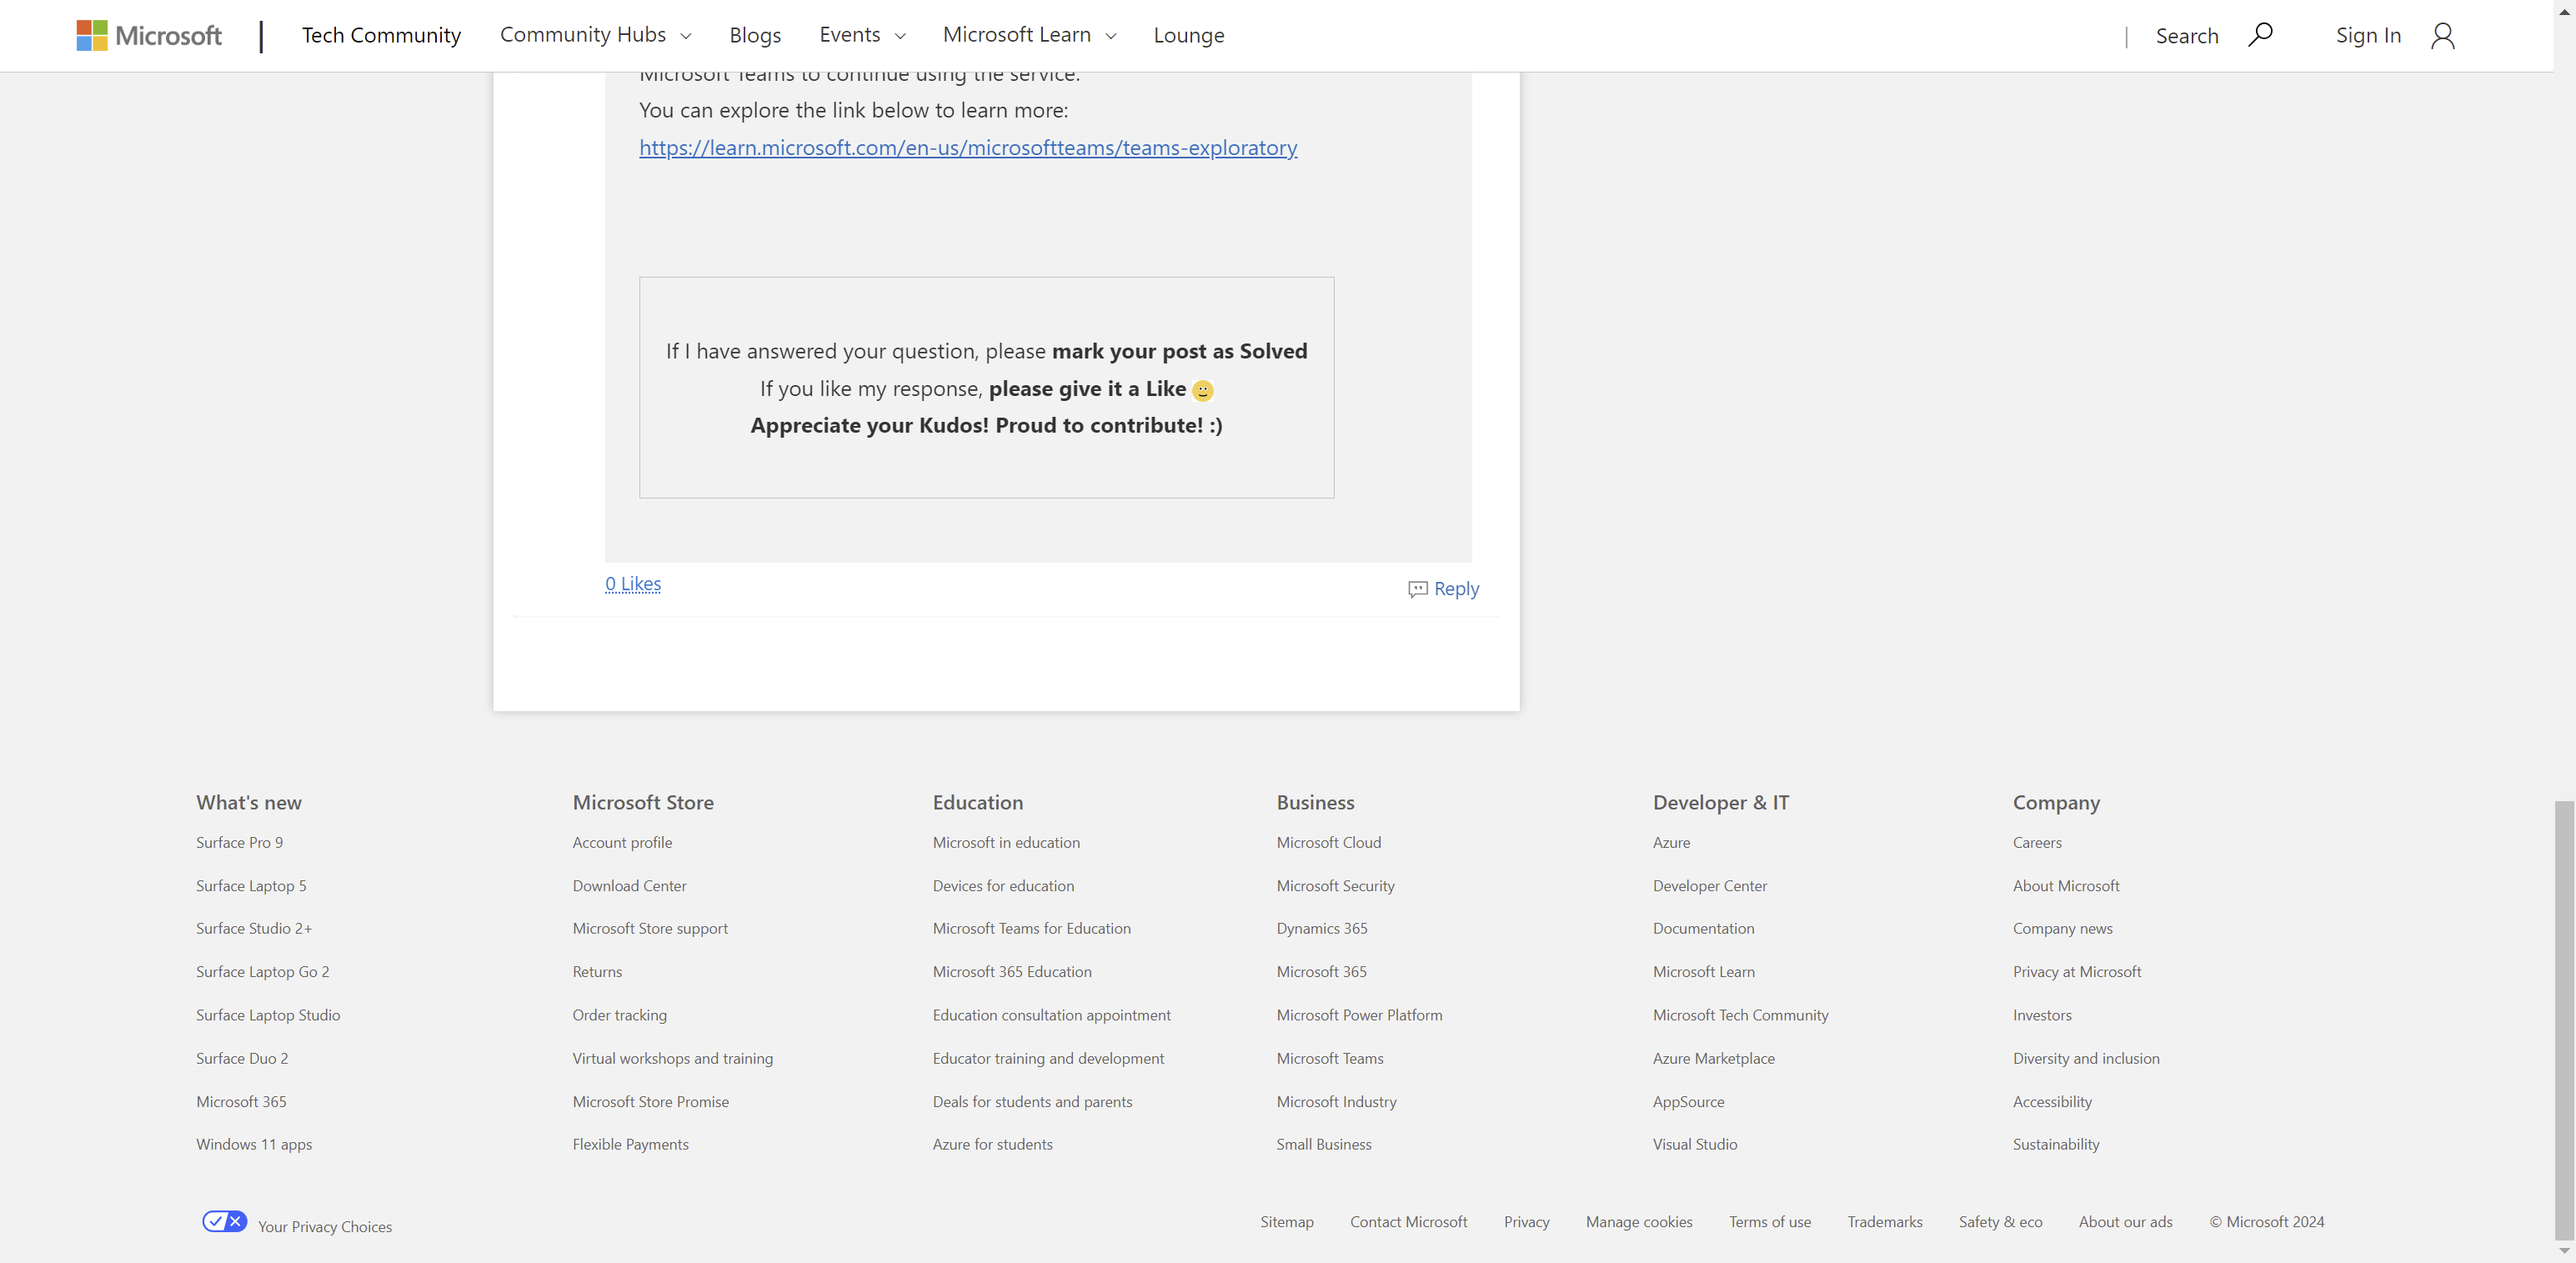 Microsoft
Tech Community
Community Hubs
Blogs
Events
Microsoft Learn
Lounge
Search
Sign In
Microsoft Teams to continue using the service.
You can explore the link below to learn more:
https://learn.microsoft.com/en-us/microsoftteams/teams-exploratory
If I have answered your question, please mark your post as Solved
If you like my response, please give it a Like
Appreciate your Kudos! Proud to contribute! :)
0 Likes
Reply
What's new
Surface Pro 9
Surface Laptop 5
Surface Studio 2+
Surface Laptop Go 2
Surface Laptop Studio
Surface Duo 2
Microsoft 365
Windows 11 apps
Microsoft Store
Account profile
Download Center
Microsoft Store support
Returns
Order tracking
Virtual workshops and training
Microsoft Store Promise
Flexible Payments
Education
Microsoft in education
Devices for education
Microsoft Teams for Education
Microsoft 365 Education
Education consultation appointment
Educator training and development
Deals for students and parents
Azure for students
Business
Microsoft Cloud
Microsoft Security
Dynamics 365
Microsoft 365
Microsoft Power Platform
Microsoft Teams
Microsoft Industry
Small Business
Developer & IT
Azure
Developer Center
Documentation
Microsoft Learn
Microsoft Tech Community
Azure Marketplace
AppSource
Visual Studio
Company
Careers
About Microsoft
Company news
Privacy at Microsoft
Investors
Diversity and inclusion
Accessibility
Sustainability
Your Privacy Choices
Sitemap
Contact Microsoft
Privacy
Manage cookies
Terms of use
Trademarks
Safety & eco
About our ads
© Microsoft 2024